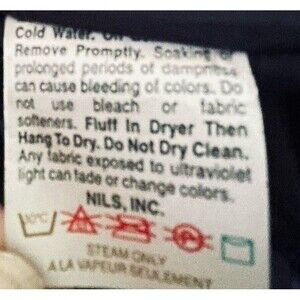 Cold Water.
Remove Promptly. Soaking or
prolonged periods of dampness
can cause bleeding of colors. Do
not use bleach or fabric
softeners. Fluff In Dryer Then
Hang To Dry. Do Not Dry Clean.
Any fabric exposed to ultraviolet
light can fade or change colors.
NILS, INC.
STEAM ONLY
A LA VAPEUR SEULEMENT